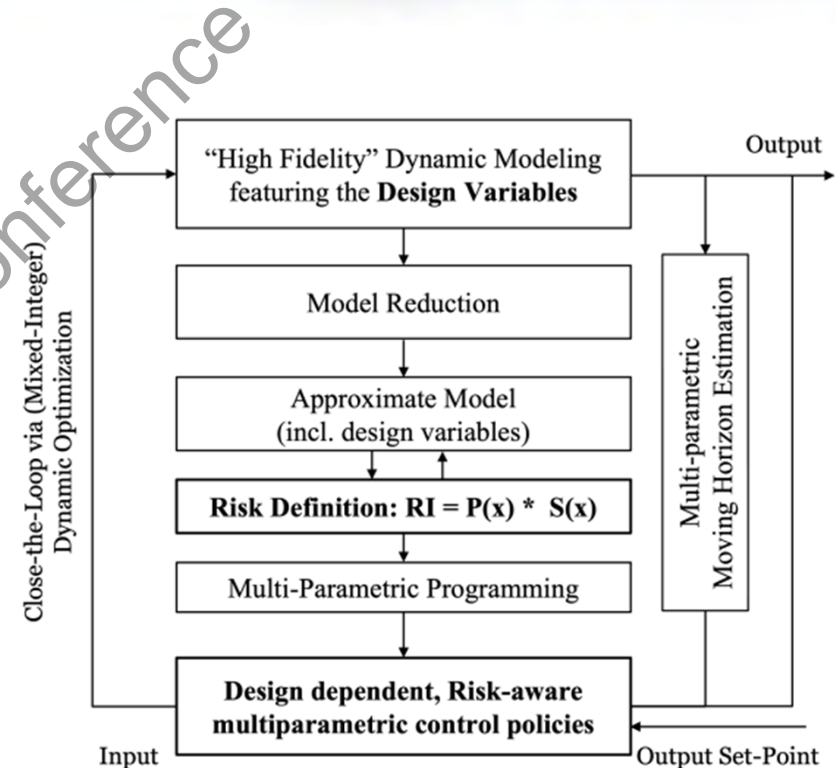 onference
“High Fidelity” Dynamic Modeling
featuring the Design Variables
Output
Model Reduction
Approximate Model
(incl. design variables)
Risk Definition: RI = P(x) * S(x)
Multi-Parametric Programming
Design dependent, Risk-aware
multiparametric control policies
Close-the-Loop via (Mixed-Integer)
Dynamic Optimization
Multi-parametric
Moving Horizon Estimation
Input
Output Set-Point